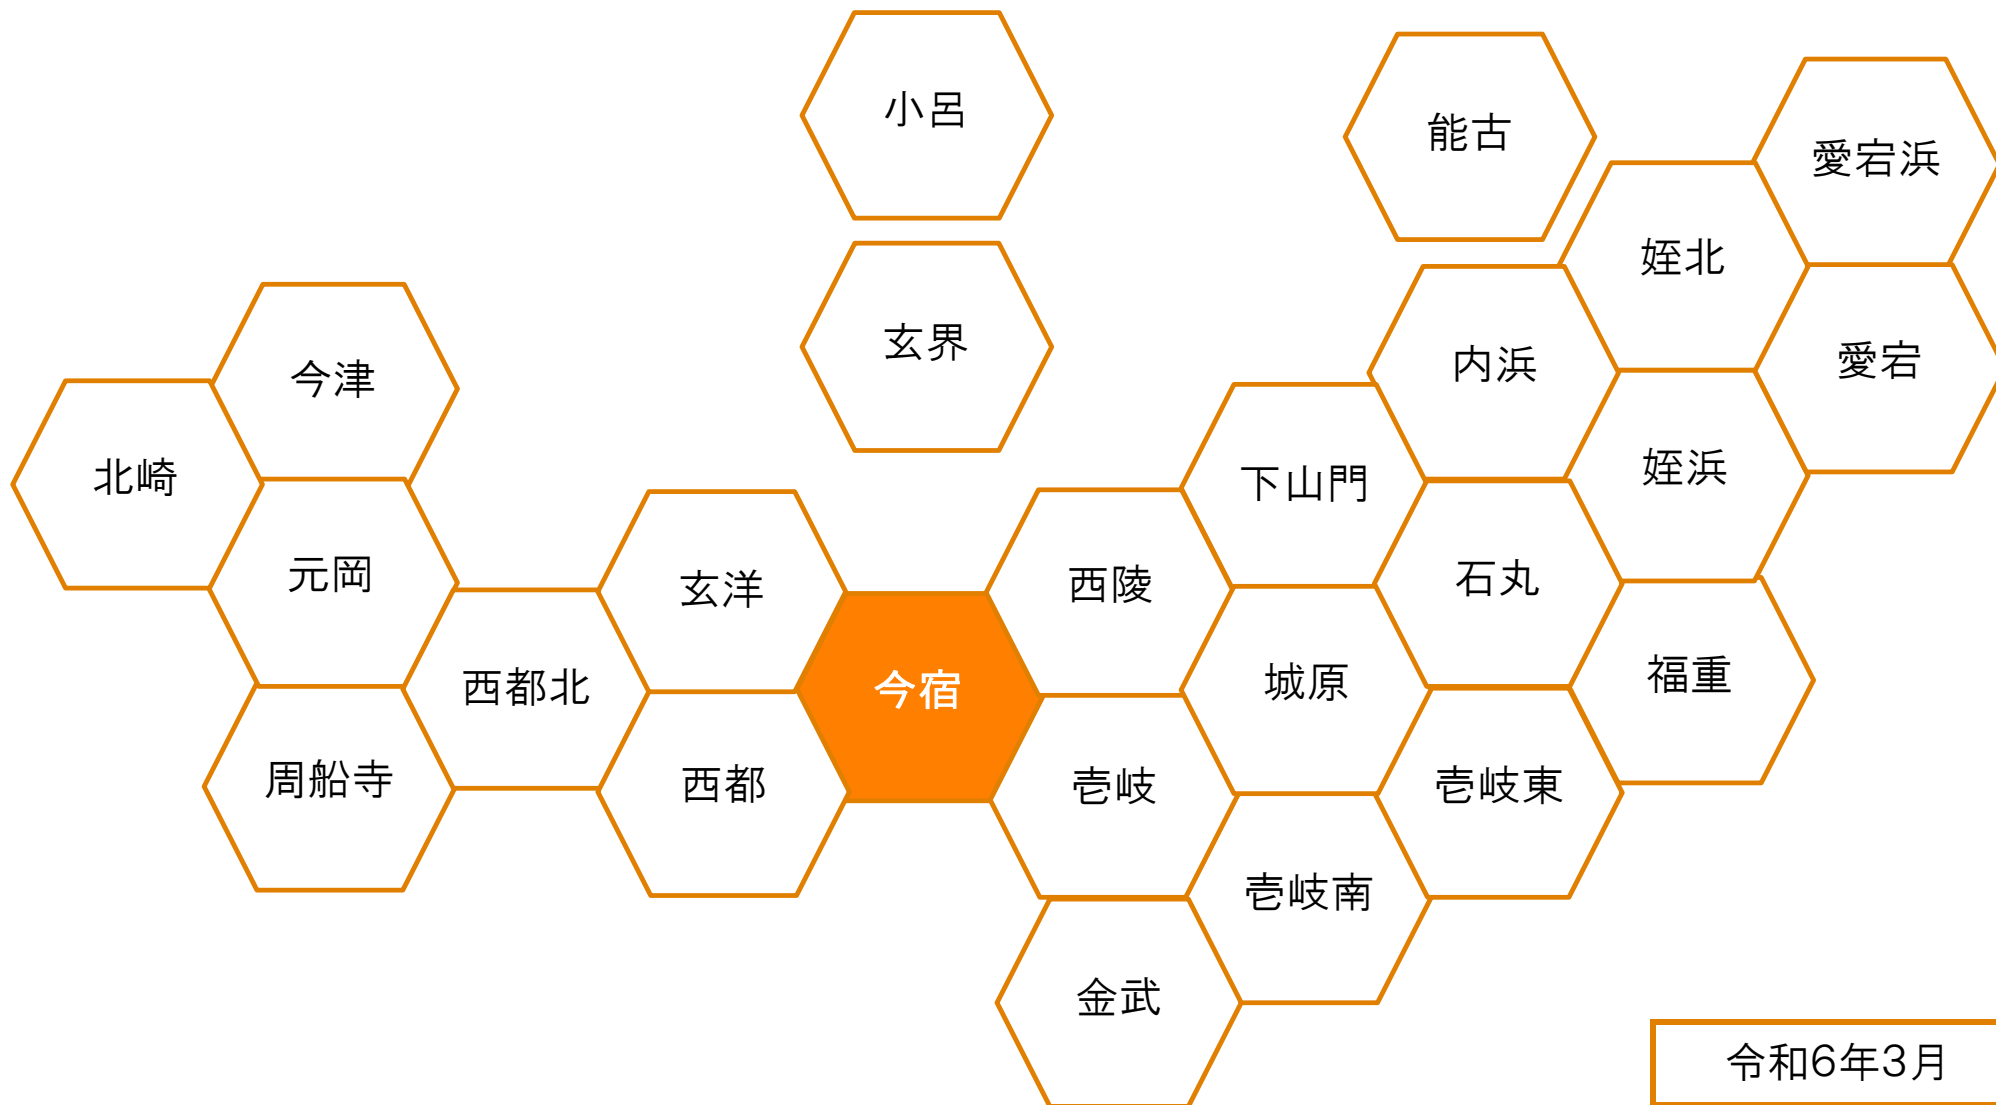 小呂
能古
愛宕浜
姪北
玄界
愛宕
内浜
今津
姪浜
北崎
下山門
元岡
石丸
西陵
玄洋
福重
城原
西都北
今宿
周船寺
西都
壱岐
壱岐東
壱岐南
金武
令和6年3月